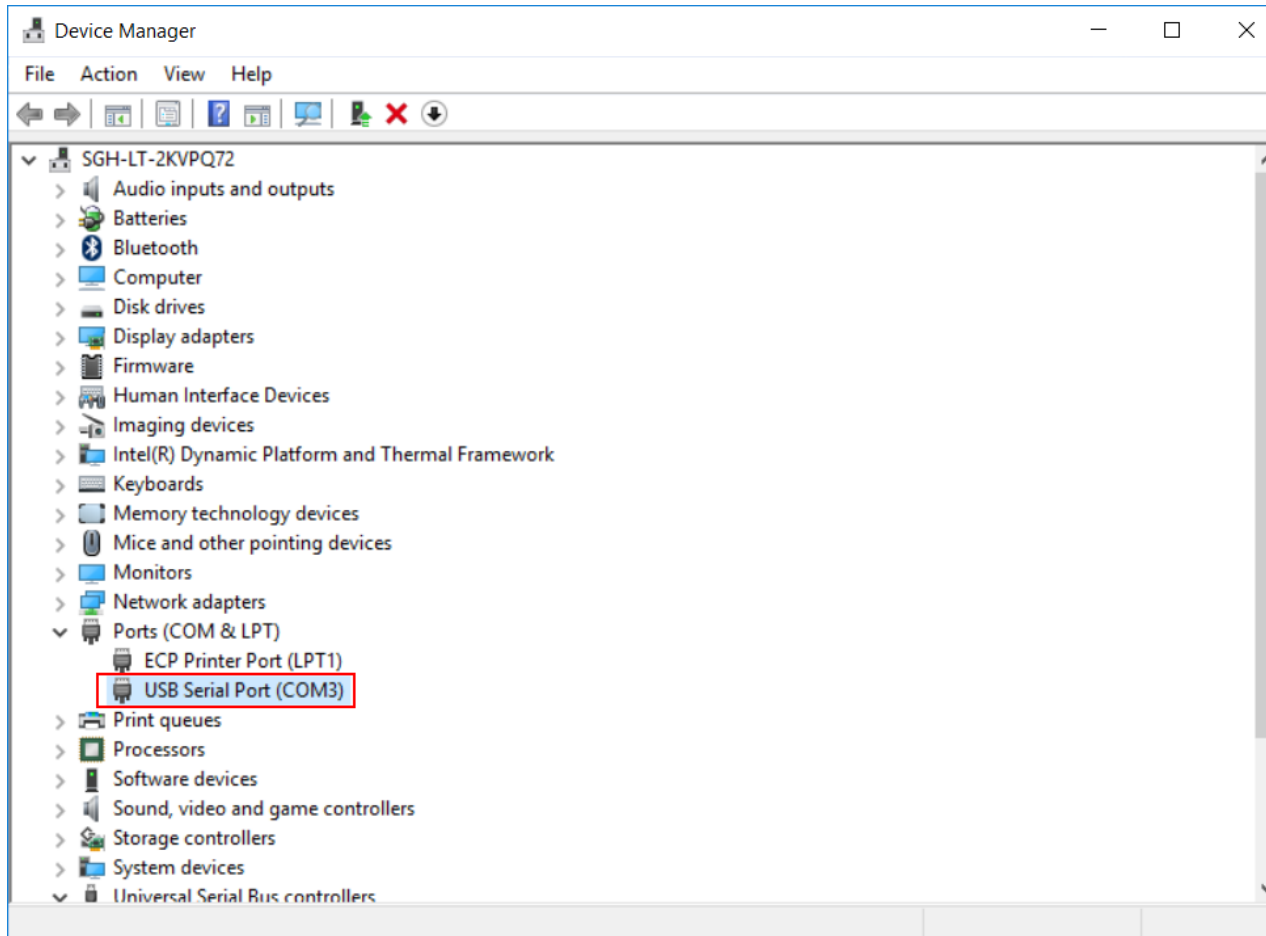 Device Manager
File Action View Help
SGH-LT-2KVPQ72
Audio inputs and outputs
Batteries
Bluetooth
Computer
Disk drives
Display adapters
Firmware
Human Interface Devices
Imaging devices
Intel(R) Dynamic Platform and Thermal Framework
Keyboards
Memory technology devices
Mice and other pointing devices
Monitors
Network adapters
Ports (COM & LPT)
ECP Printer Port (LPT1)
USB Serial Port (COM3)
Print queues
Processors
Software devices
Sound, video and game controllers
Storage controllers
System devices
Universal Serial Bus controllers